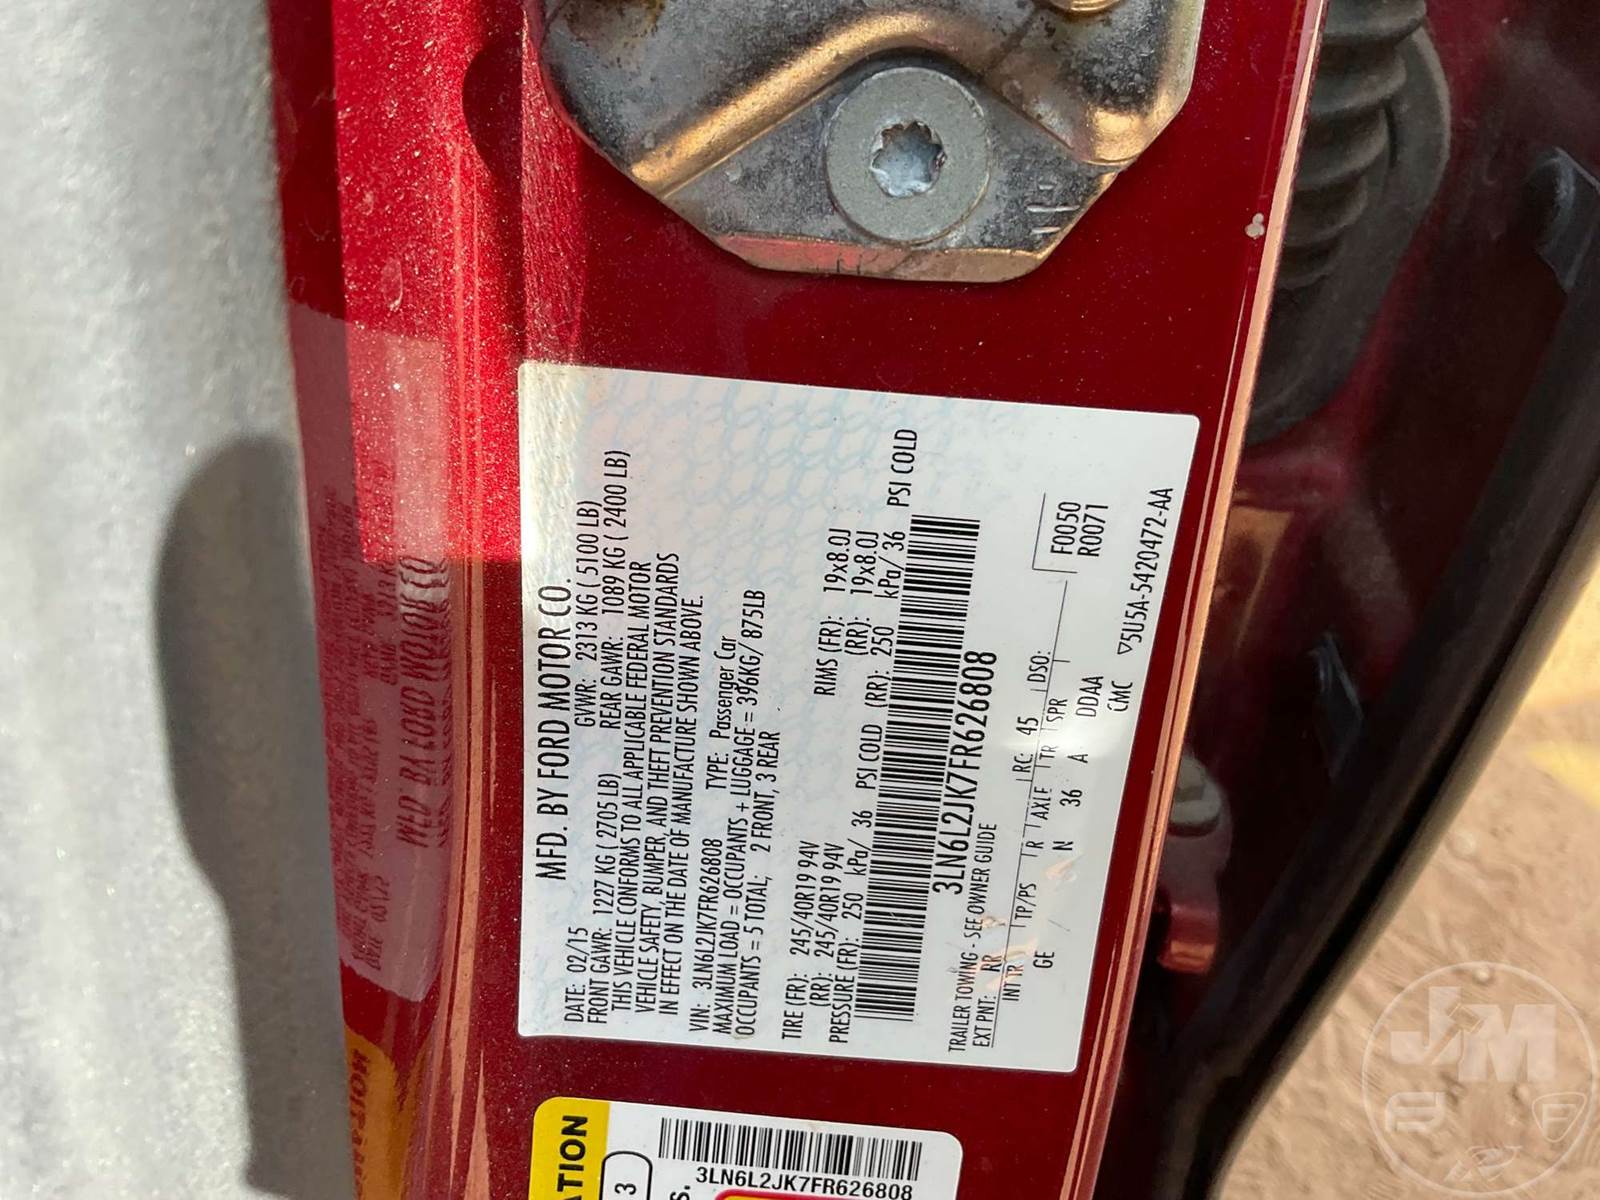 MFD. BY FORD MOTOR CO.
DATE: 02/15 GVWR: 2313 KG ( 5100 LB)
FRONT GAWR: 1227 KG ( 2705 LB) REAR GAWR: 1089 KG ( 2400 LB)
THIS VEHICLE CONFORMS TO ALL APPLICABLE FEDERAL MOTOR
VEHICLE SAFETY, BUMPER, AND THEFT PREVENTION STANDARDS
IN EFFECT ON THE DATE OF MANUFACTURE SHOWN ABOVE.
VIN: 3LN6L2JK7FR626808 TYPE: Passenger Car
MAXIMUM LOAD = OCCUPANTS + LUGGAGE = 396KG/ 875LB
OCCUPANTS = 5 TOTAL; 2 FRONT, 3 REAR
TIRE (FR): 245/40R19 94V RIMS (FR): 19x8.0J
(RR): 245/40R19 94V (RR): 19x8.0J
PRESSURE (FR): 250 kPa/ 36 PSI COLD (RR): 250 kPa/ 36 PSI COLD
3LN6L2JK7FR626808
TRAILER TOWING - SEE OWNER GUIDE
EXT PNT: RR RC: 45 DSO: F0050
R0071
INT TR TP/PS R AXLE TR SPR
GE N 36 A DDAA
CMC ▽5U5A-5420472-AA
ATION
3
S.
3LN6L2JK7FR626808
JM